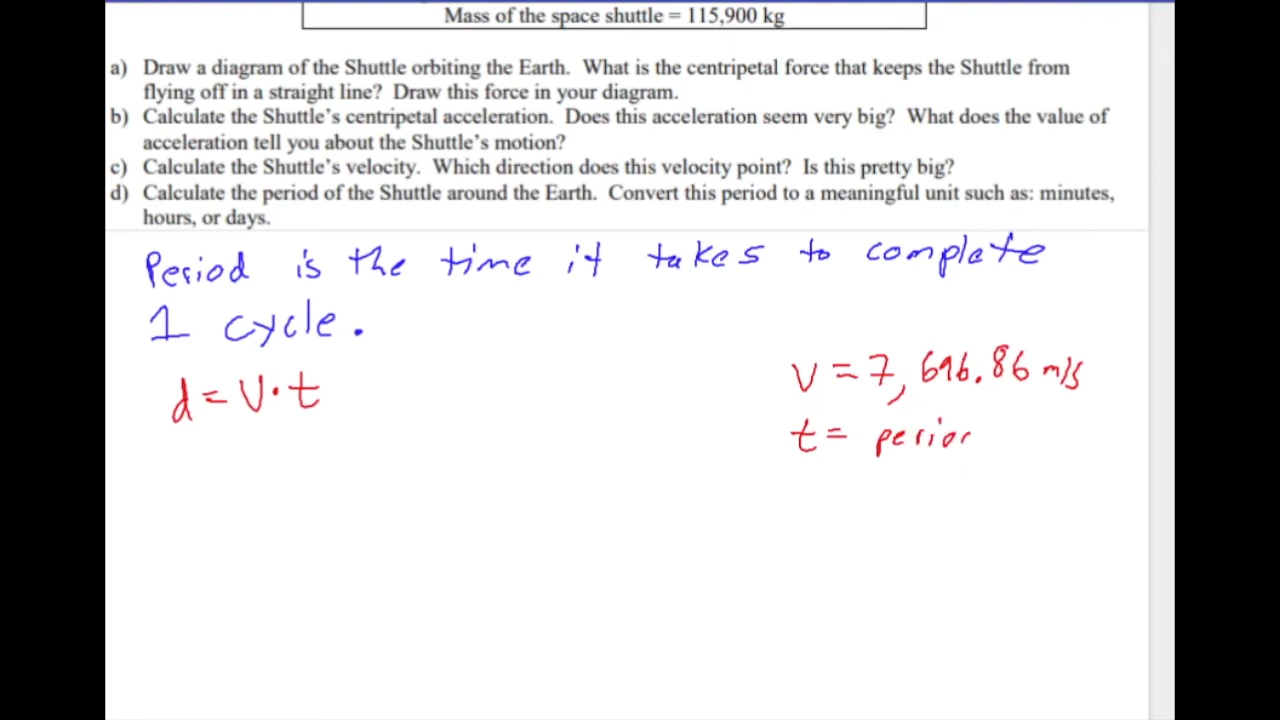 Mass of the space shuttle = 115,900 kg
a) Draw a diagram of the Shuttle orbiting the Earth. What is the centripetal force that keeps the Shuttle from
flying off in a straight line? Draw this force in your diagram.
b) Calculate the Shuttle's centripetal acceleration. Does this acceleration seem very big? What does the value of
acceleration tell you about the Shuttle's motion?
c) Calculate the Shuttle's velocity. Which direction does this velocity point? Is this pretty big?
d) Calculate the period of the Shuttle around the Earth. Convert this period to a meaningful unit such as: minutes,
hours, or days.
Period is the time it takes to complete
1 cycle.
d = v · t
v = 7,696.86 m/s
t = perioc